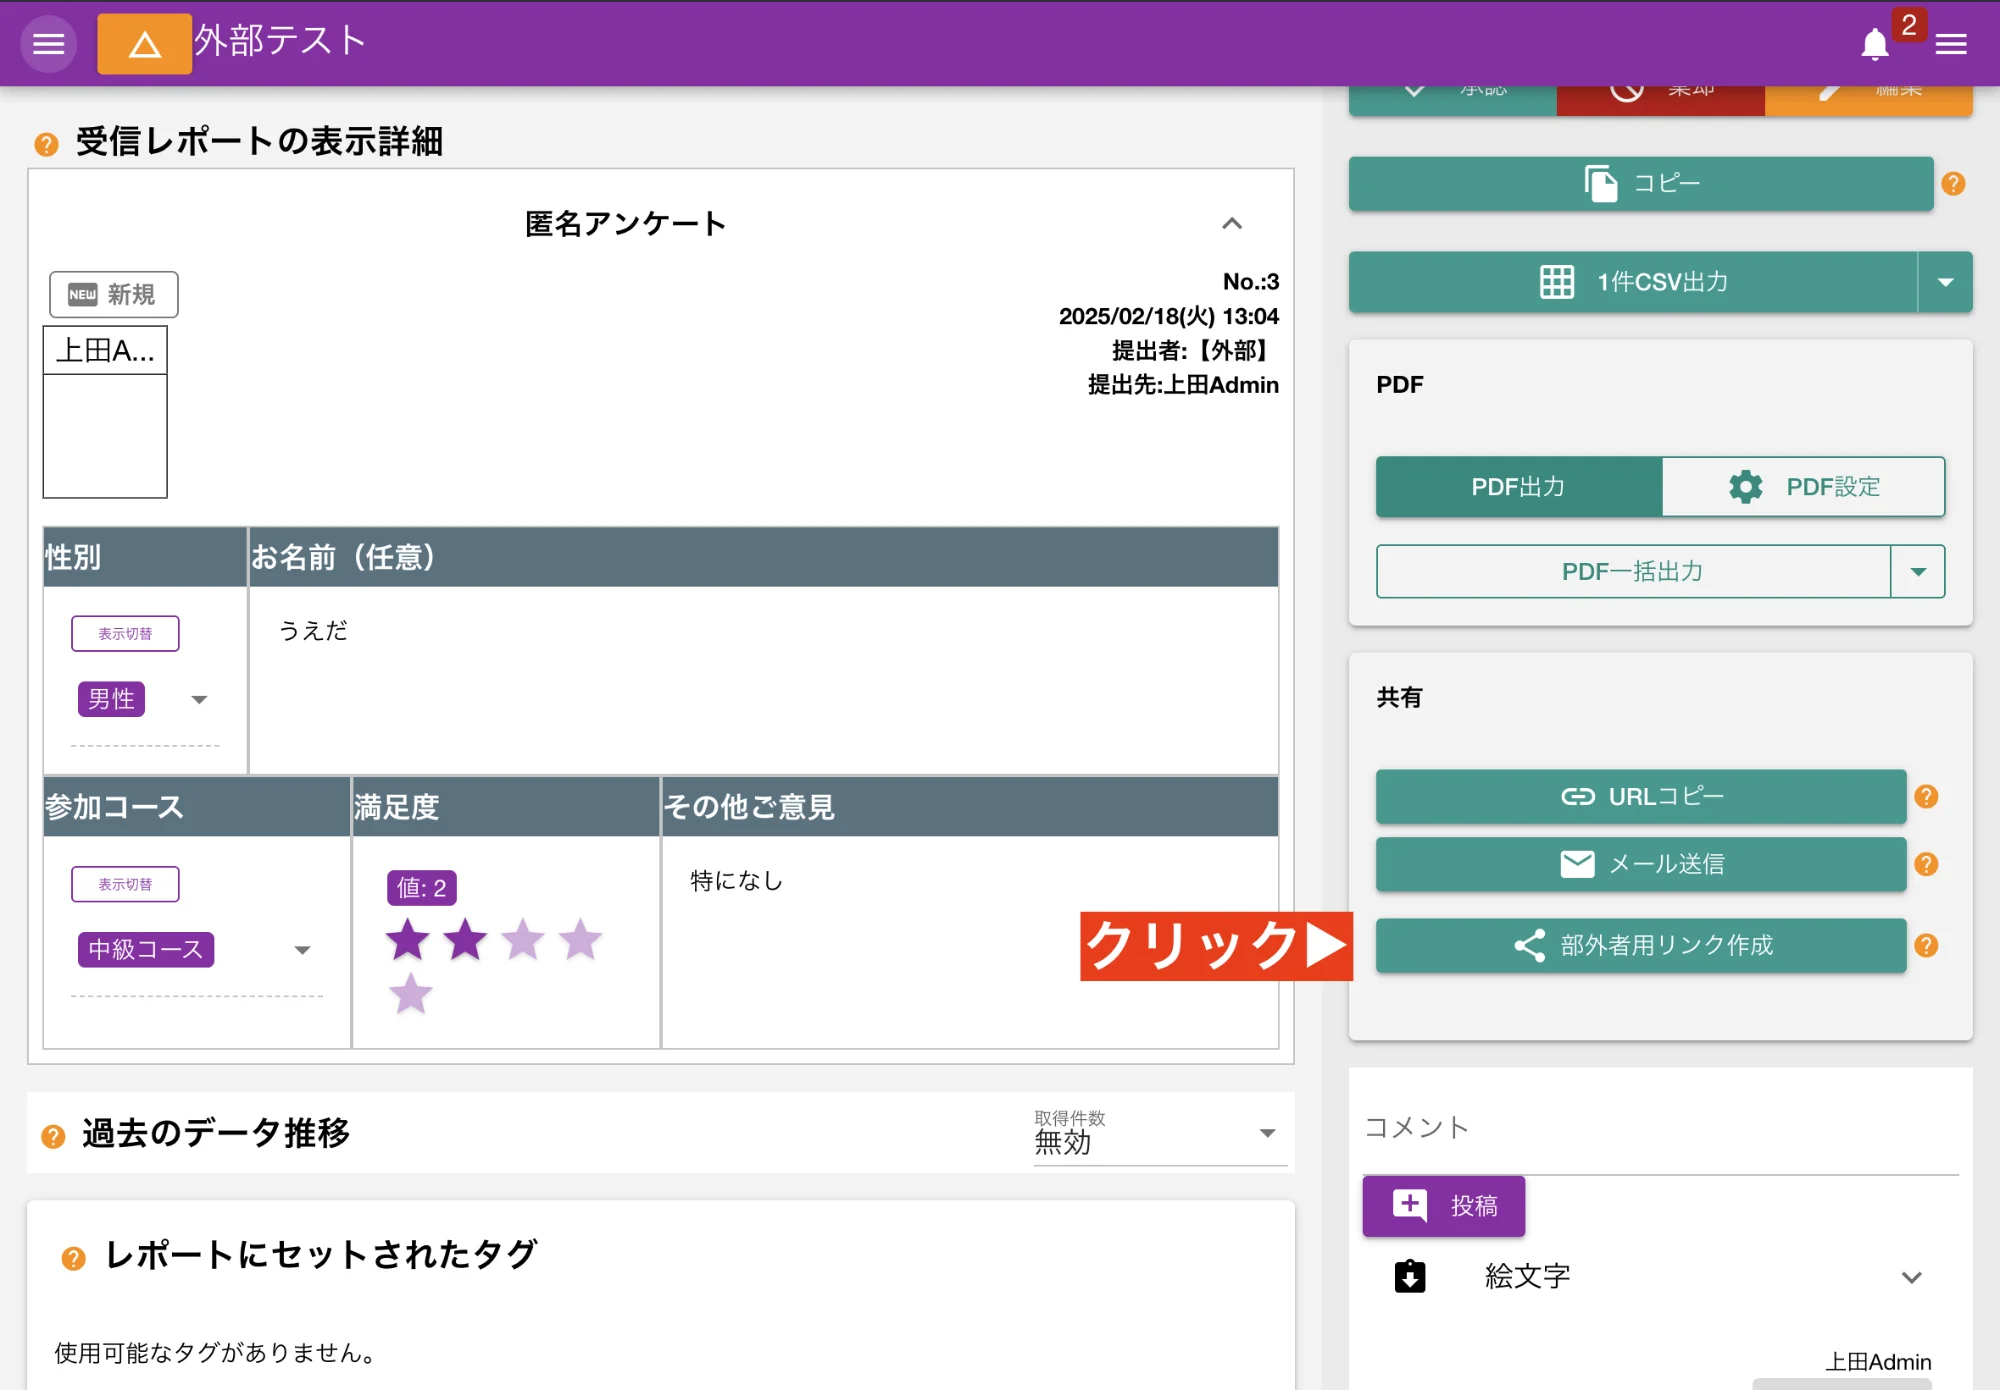 外部テスト
2
承認
棄却
編集
受信レポートの表示詳細
匿名アンケート
NEW 新規
上田A...
No.:3
2025/02/18(火) 13:04
提出者:【外部】
提出先:上田Admin
性別
お名前（任意）
表示切替
男性
うえだ
参加コース
満足度
その他ご意見
表示切替
中級コース
値: 2
特になし
クリック▶
過去のデータ推移
取得件数
無効
レポートにセットされたタグ
使用可能なタグがありません。
コピー
1件CSV出力
PDF
PDF出力
PDF設定
PDF一括出力
共有
URLコピー
メール送信
部外者用リンク作成
コメント
投稿
絵文字
上田Admin